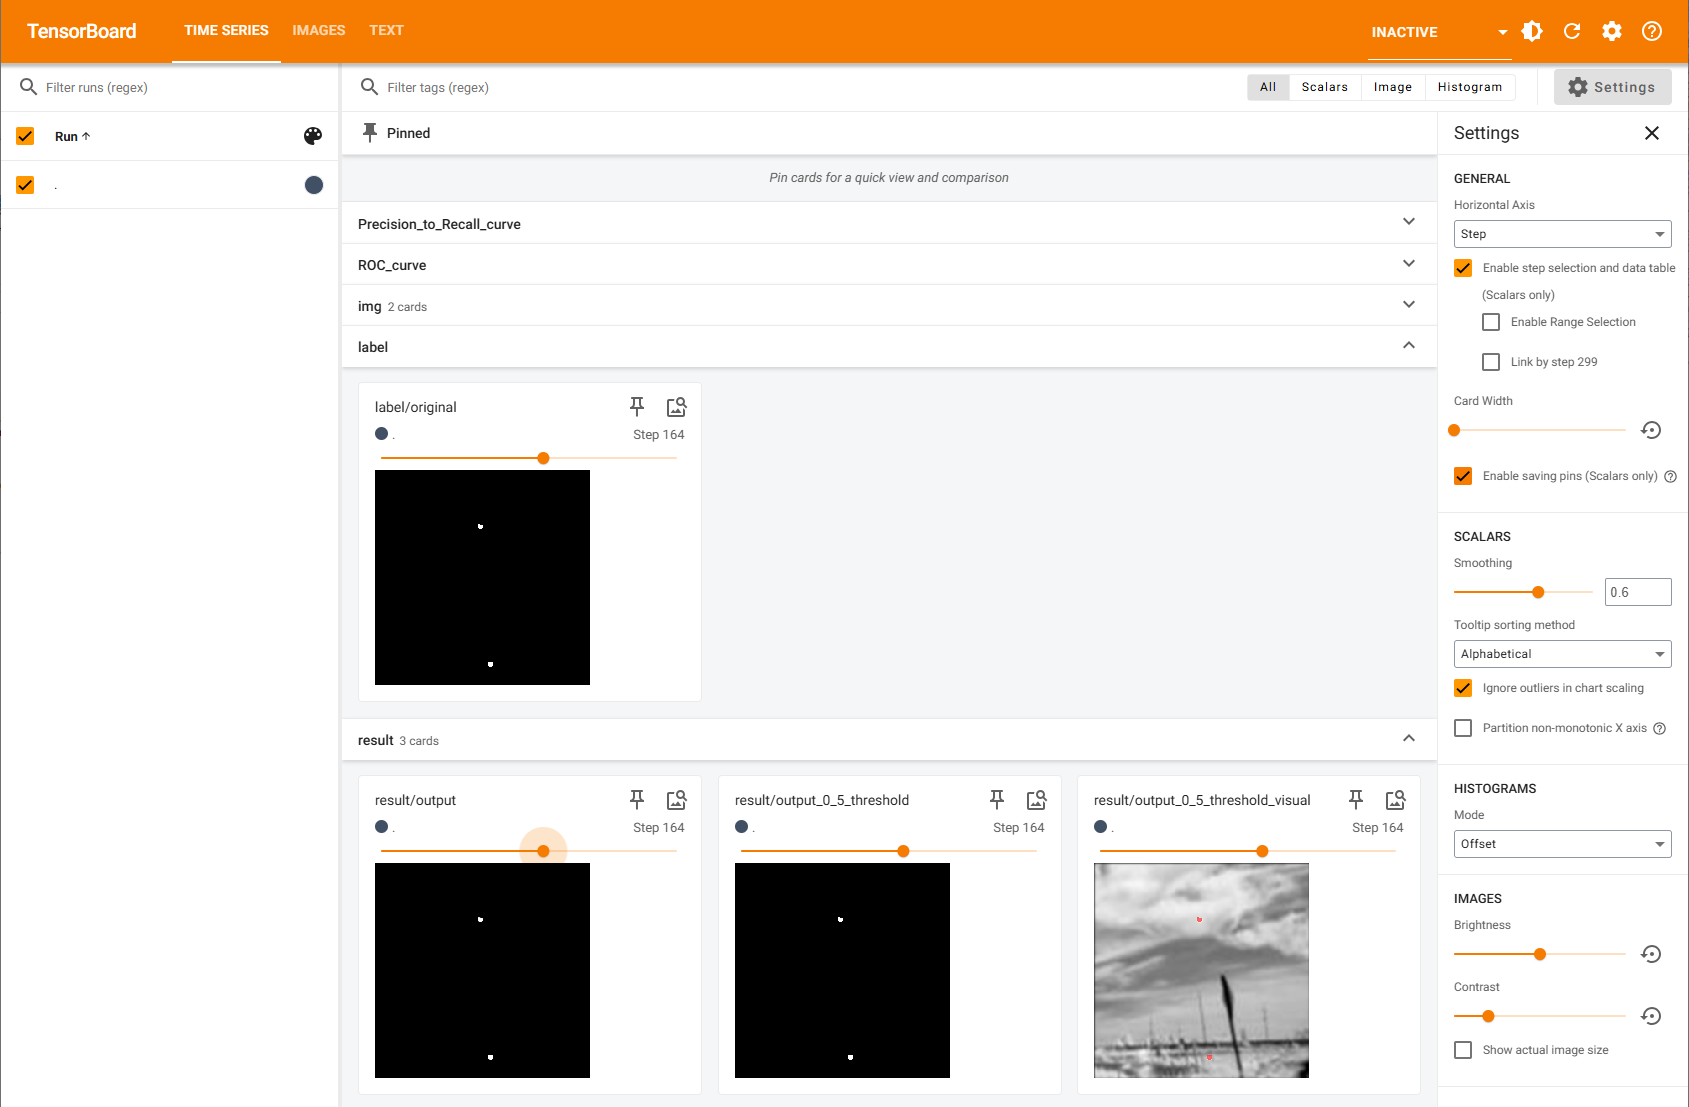 TensorBoard
TIME SERIES
IMAGES
TEXT
INACTIVE
Filter runs (regex)
Filter tags (regex)
All
Scalars
Image
Histogram
Settings
Run
.
Pinned
Pin cards for a quick view and comparison
Precision_to_Recall_curve
ROC_curve
img 2 cards
label
label/original
.
Step 164
result 3 cards
result/output
.
Step 164
result/output_0_5_threshold
.
Step 164
result/output_0_5_threshold_visual
.
Step 164
Settings
GENERAL
Horizontal Axis
Step
Enable step selection and data table
(Scalars only)
Enable Range Selection
Link by step 299
Card Width
Enable saving pins (Scalars only)
SCALARS
Smoothing
0.6
Tooltip sorting method
Alphabetical
Ignore outliers in chart scaling
Partition non-monotonic X axis
HISTOGRAMS
Mode
Offset
IMAGES
Brightness
Contrast
Show actual image size